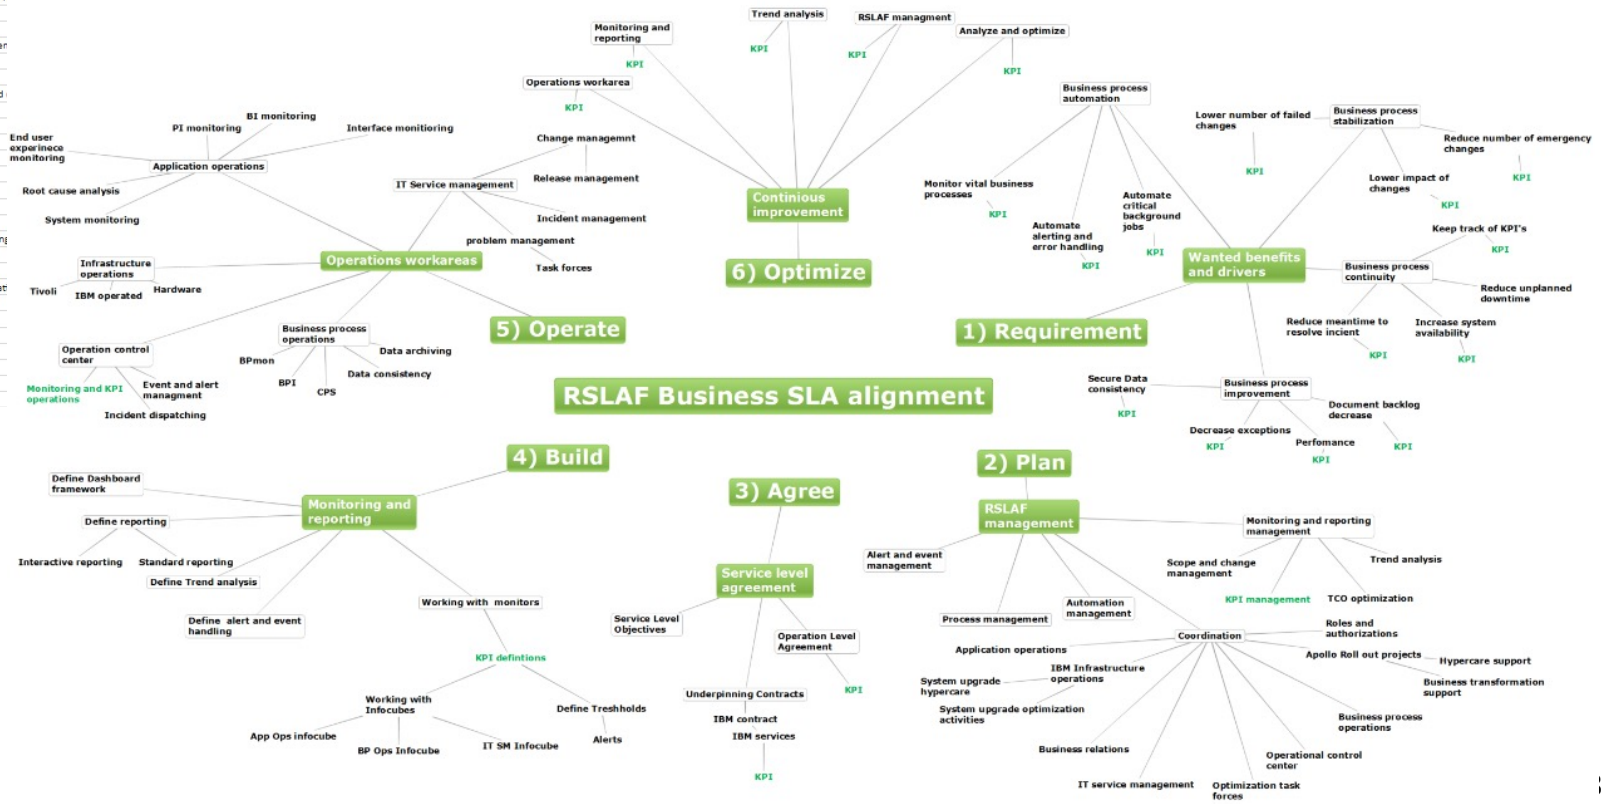 Trend analysis
KPI
RSLAF managment
KPI
Analyze and optimize
KPI
Monitoring and
reporting
KPI
Operations workarea
KPI
Continious
improvement
6) Optimize
Business process
automation
Monitor vital business
processes
KPI
Automate
alerting and
error handling
KPI
Automate
critical
background
jobs
KPI
Lower number of failed
changes
KPI
Business process
stabilization
Reduce number of emergency
changes
KPI
Lower impact of
changes
KPI
Keep track of KPI's
KPI
Wanted benefits
and drivers
Business process
continuity
Reduce unplanned
downtime
Reduce meantime to
resolve incient
KPI
Increase system
availability
KPI
1) Requirement
Secure Data
consistency
KPI
Business process
improvement
Document backlog
decrease
KPI
Decrease exceptions
KPI
Perfomance
KPI
End user
experinece
monitoring
PI monitoring
BI monitoring
Interface monitioring
Application operations
Root cause analysis
System monitoring
Change managemnt
Release management
IT Service management
Incident management
problem management
Task forces
Operations workareas
Infrastructure
operations
Tivoli
IBM operated
Hardware
5) Operate
Business process
operations
BPmon
BPI
CPS
Data consistency
Data archiving
Operation control
center
Monitoring and KPI
operations
Event and alert
managment
Incident dispatching
RSLAF Business SLA alignment
4) Build
Monitoring and
reporting
Define Dashboard
framework
Define reporting
Interactive reporting
Standard reporting
Define Trend analysis
Define  alert and event
handling
Working with  monitors
KPI defintions
Working with
Infocubes
App Ops infocube
BP Ops Infocube
IT SM Infocube
Define Treshholds
Alerts
3) Agree
Service level
agreement
Service Level
Objectives
Operation Level
Agreement
KPI
Underpinning Contracts
IBM contract
IBM services
KPI
2) Plan
RSLAF
management
Alert and event
management
Process management
Automation
management
Monitoring and reporting
management
Scope and change
management
KPI management
TCO optimization
Trend analysis
Coordination
Roles and
authorizations
Apollo Roll out projects
Hypercare support
Business transformation
support
Application operations
IBM Infrastructure
operations
System upgrade
hypercare
System upgrade optimization
activities
Business relations
IT service management
Optimization task
forces
Operational control
center
Business process
operations